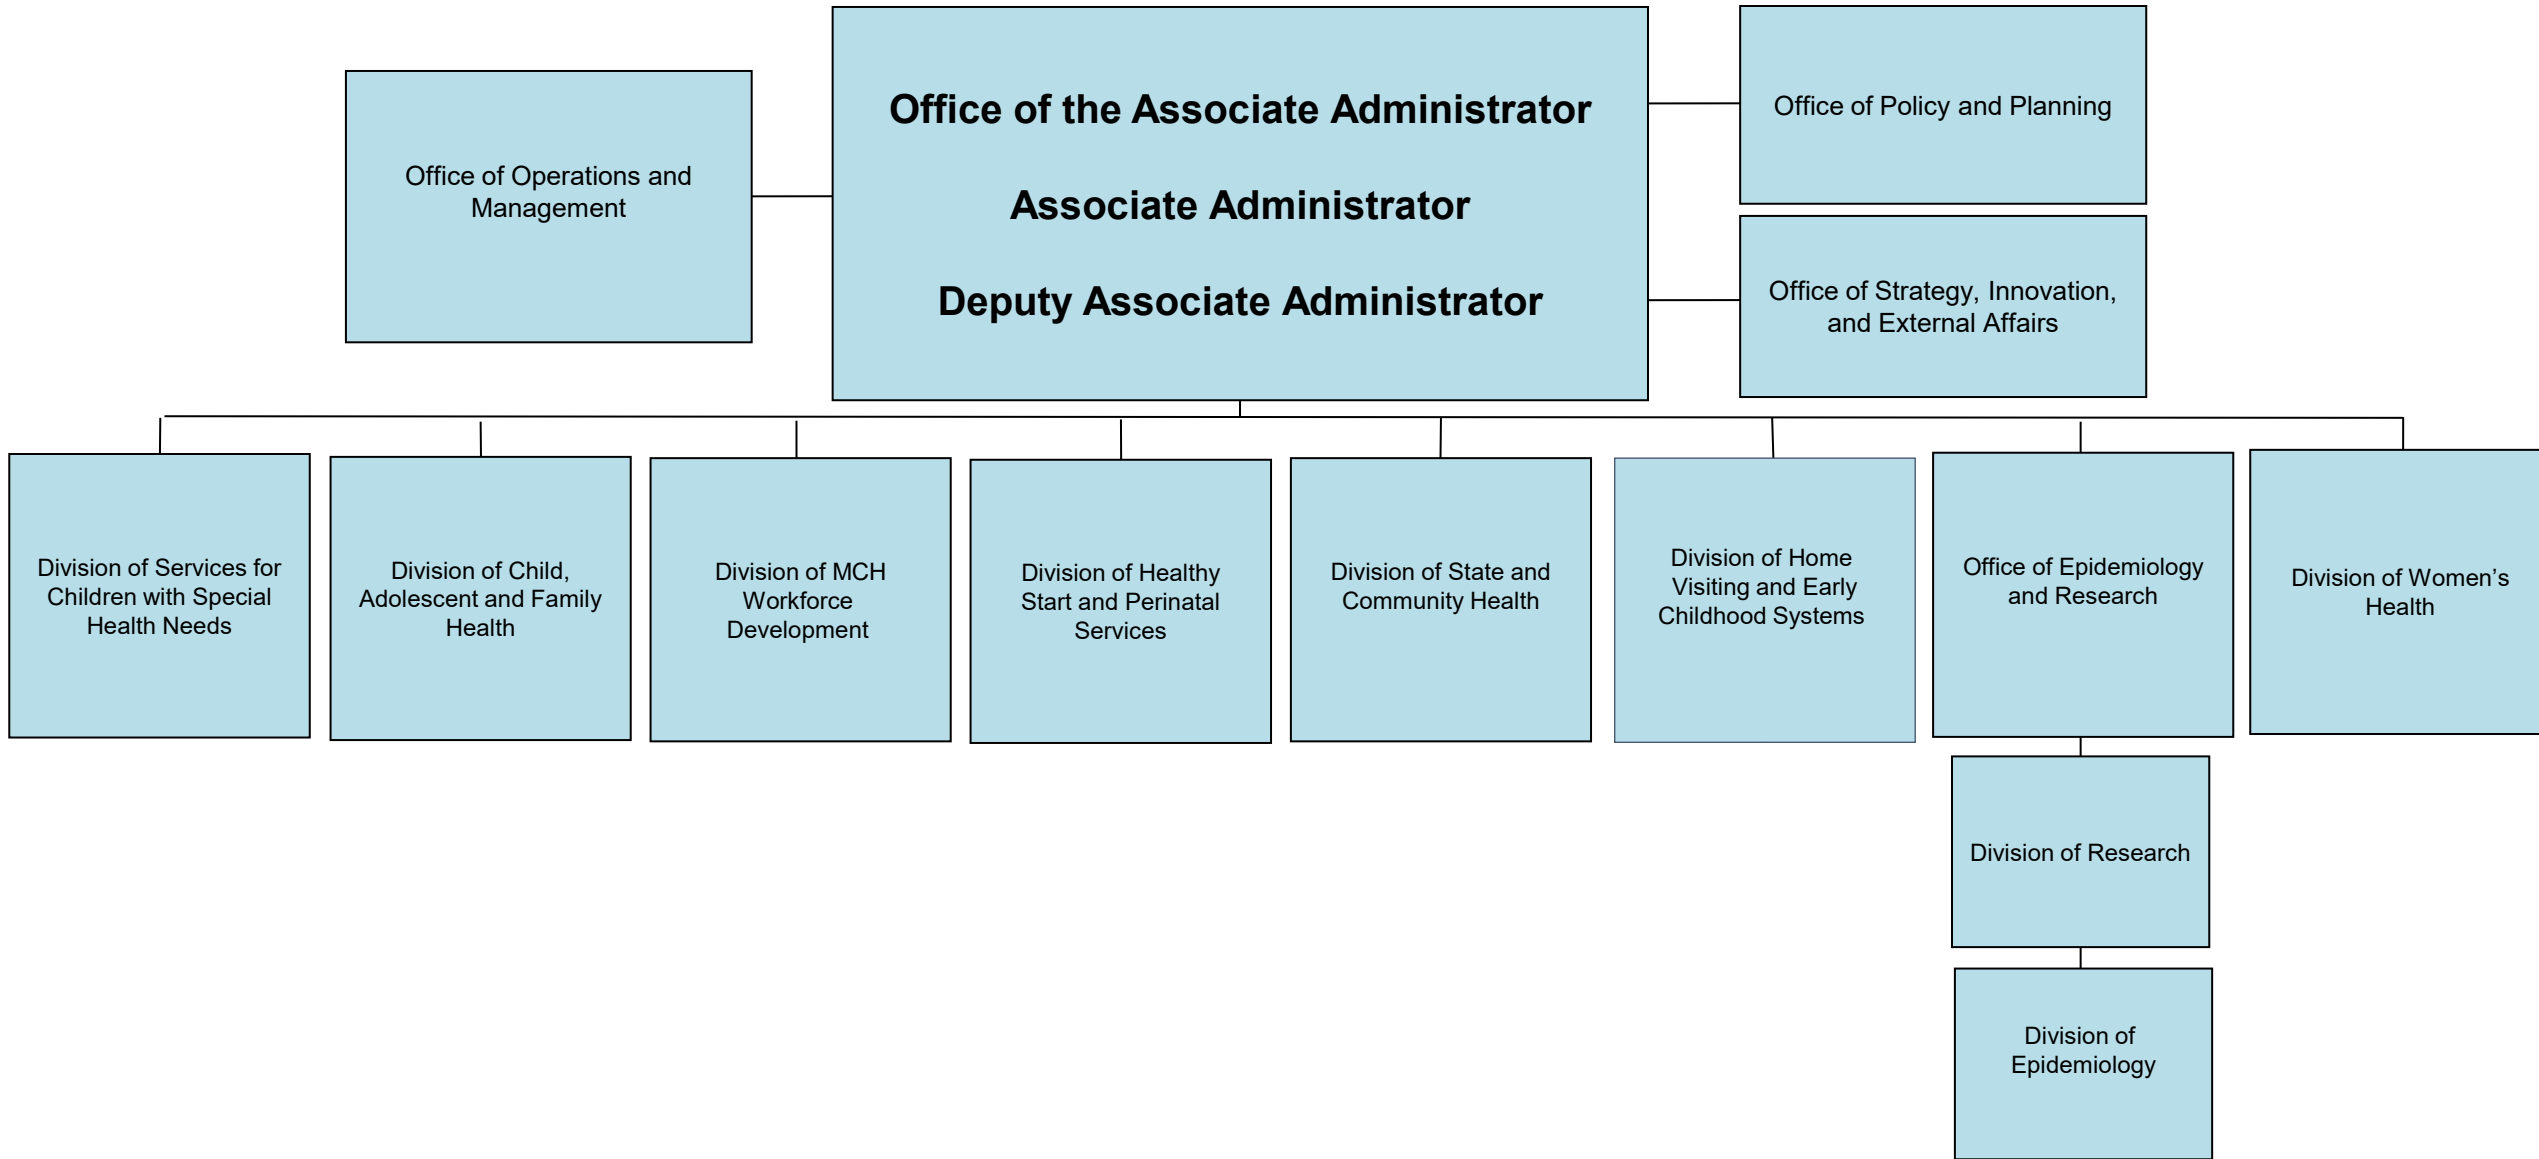 Office of Operations and
Management
Office of the Associate Administrator
Associate Administrator
Deputy Associate Administrator
Office of Policy and Planning
Office of Strategy, Innovation,
and External Affairs
Division of Services for
Children with Special
Health Needs
Division of Child,
Adolescent and Family
Health
Division of MCH
Workforce
Development
Division of Healthy
Start and Perinatal
Services
Division of State and
Community Health
Division of Home
Visiting and Early
Childhood Systems
Office of Epidemiology
and Research
Division of Women’s
Health
Division of Research
Division of
Epidemiology